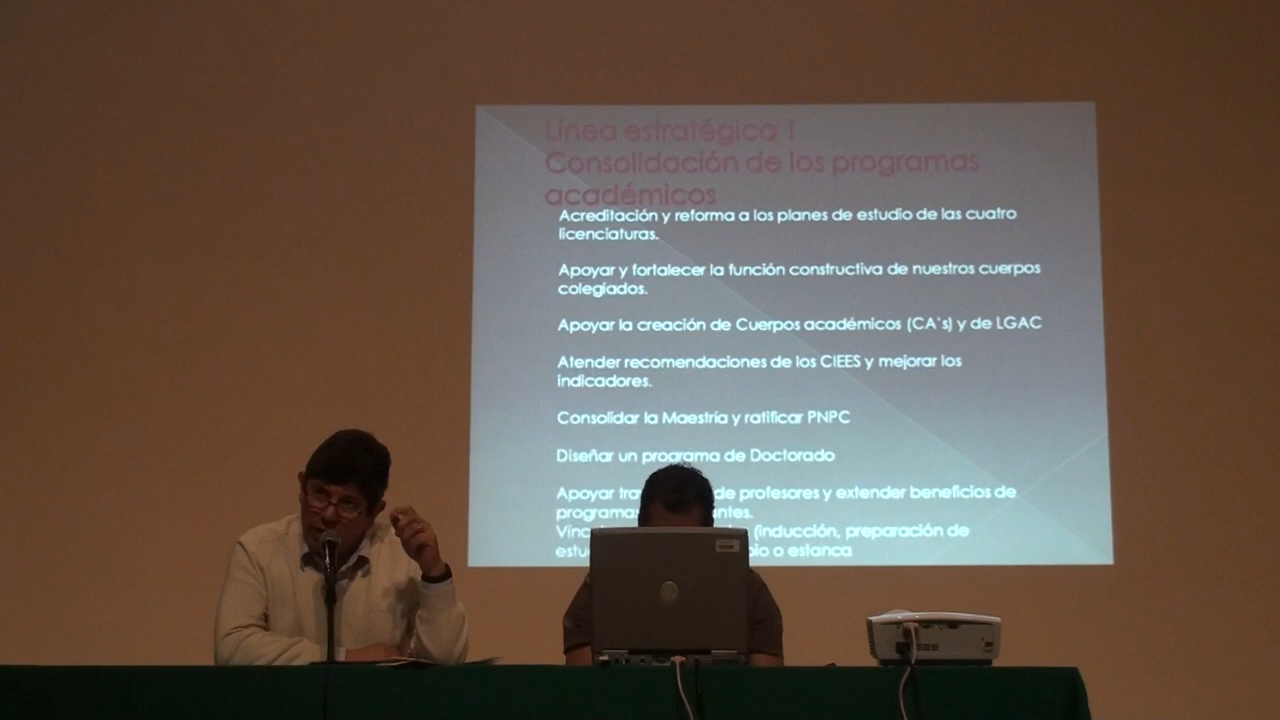 Línea estratégica 1
Consolidación de los programas
académicos
Acreditación y reforma a los planes de estudio de las cuatro
licenciaturas.
Apoyar y fortalecer la función constructiva de nuestros cuerpos
colegiados.
Apoyar la creación de Cuerpos académicos (CA's) y de LGAC
Atender recomendaciones de los CIEES y mejorar los
indicadores.
Consolidar la Maestría y ratificar PNPC
Diseñar un programa de Doctorado
Apoyar de profesores y extender beneficios de
(inducción, preparación de
o estanca